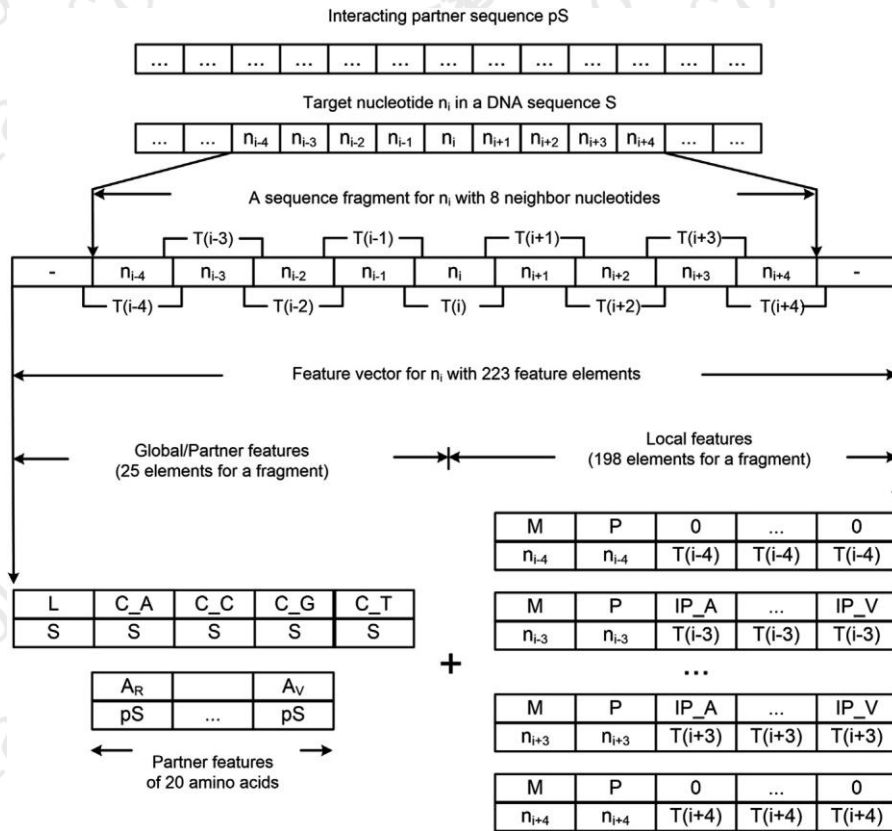 Interacting partner sequence pS
... ... ... ... ... ... ... ... ... ... ... ... ...
Target nucleotide nᵢ in a DNA sequence S
... ... nᵢ₋₄ nᵢ₋₃ nᵢ₋₂ nᵢ₋₁ nᵢ nᵢ₊₁ nᵢ₊₂ nᵢ₊₃ nᵢ₊₄ ... ...
A sequence fragment for nᵢ with 8 neighbor nucleotides
T(i-3) T(i-1) T(i+1) T(i+3)
- nᵢ₋₄ nᵢ₋₃ nᵢ₋₂ nᵢ₋₁ nᵢ nᵢ₊₁ nᵢ₊₂ nᵢ₊₃ nᵢ₊₄ -
T(i-4) T(i-2) T(i) T(i+2) T(i+4)
Feature vector for nᵢ with 223 feature elements
Global/Partner features
(25 elements for a fragment)
Local features
(198 elements for a fragment)
L C_A C_C C_G C_T
S S S S S
A_R A_V
pS ... pS
Partner features
of 20 amino acids
+
M P 0 ... 0
nᵢ₋₄ nᵢ₋₄ T(i-4) T(i-4) T(i-4)
M P IP_A ... IP_V
nᵢ₋₃ nᵢ₋₃ T(i-3) T(i-3) T(i-3)
...
M P IP_A ... IP_V
nᵢ₊₃ nᵢ₊₃ T(i+3) T(i+3) T(i+3)
M P 0 ... 0
nᵢ₊₄ nᵢ₊₄ T(i+4) T(i+4) T(i+4)